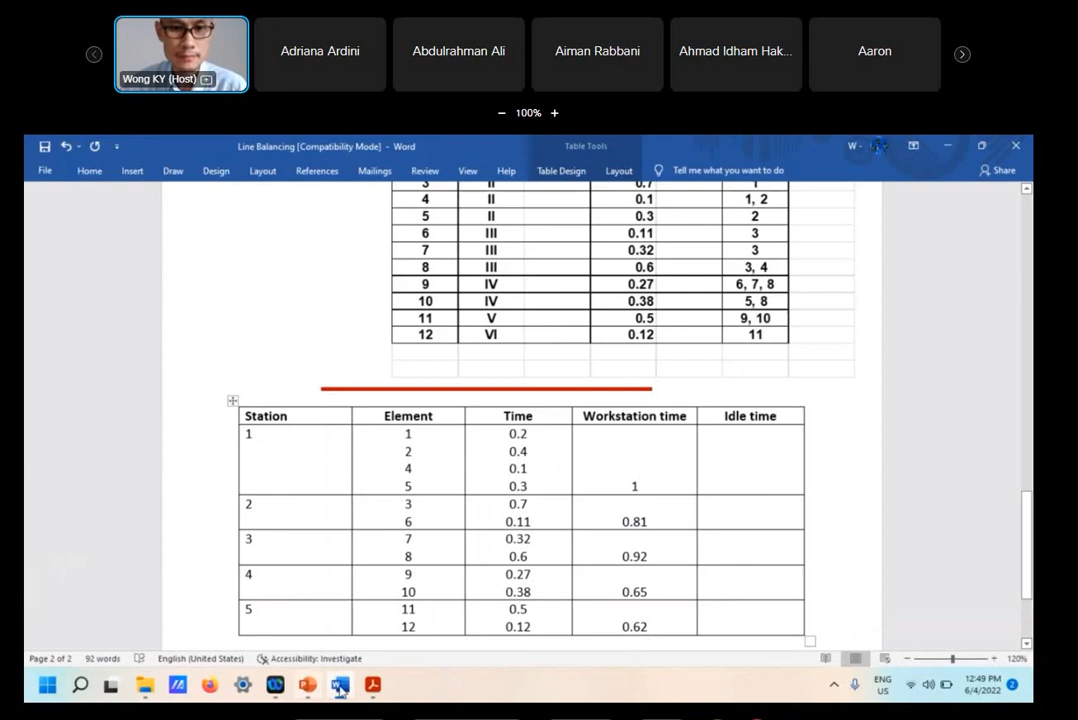 Wong KY (Host)
Adriana Ardini
Abdulrahman Ali
Aiman Rabbani
Ahmad Idham Hak...
Aaron
− 100% +
Line Balancing [Compatibility Mode] - Word
Table Tools
W -
File Home Insert Draw Design Layout References Mailings Review View Help Table Design Layout Tell me what you want to do Share
3 II 0.7 1
4 II 0.1 1, 2
5 II 0.3 2
6 III 0.11 3
7 III 0.32 3
8 III 0.6 3, 4
9 IV 0.27 6, 7, 8
10 IV 0.38 5, 8
11 V 0.5 9, 10
12 VI 0.12 11
Station Element Time Workstation time Idle time
1 1 0.2
2 0.4
4 0.1
5 0.3 1
2 3 0.7
6 0.11 0.81
3 7 0.32
8 0.6 0.92
4 9 0.27
10 0.38 0.65
5 11 0.5
12 0.12 0.62
Page 2 of 2 92 words English (United States) Accessibility: Investigate − + 120%
ENG
US
12:49 PM
6/4/2022
2